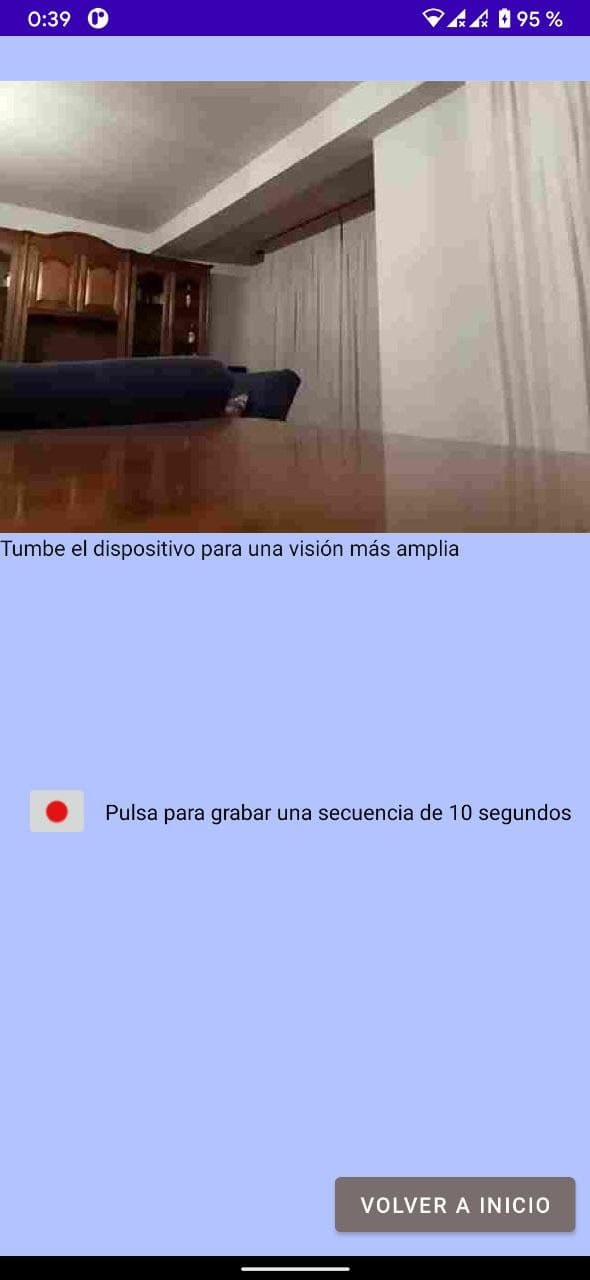 0:39
95 %
Tumbe el dispositivo para una visión más amplia
Pulsa para grabar una secuencia de 10 segundos
VOLVER A INICIO